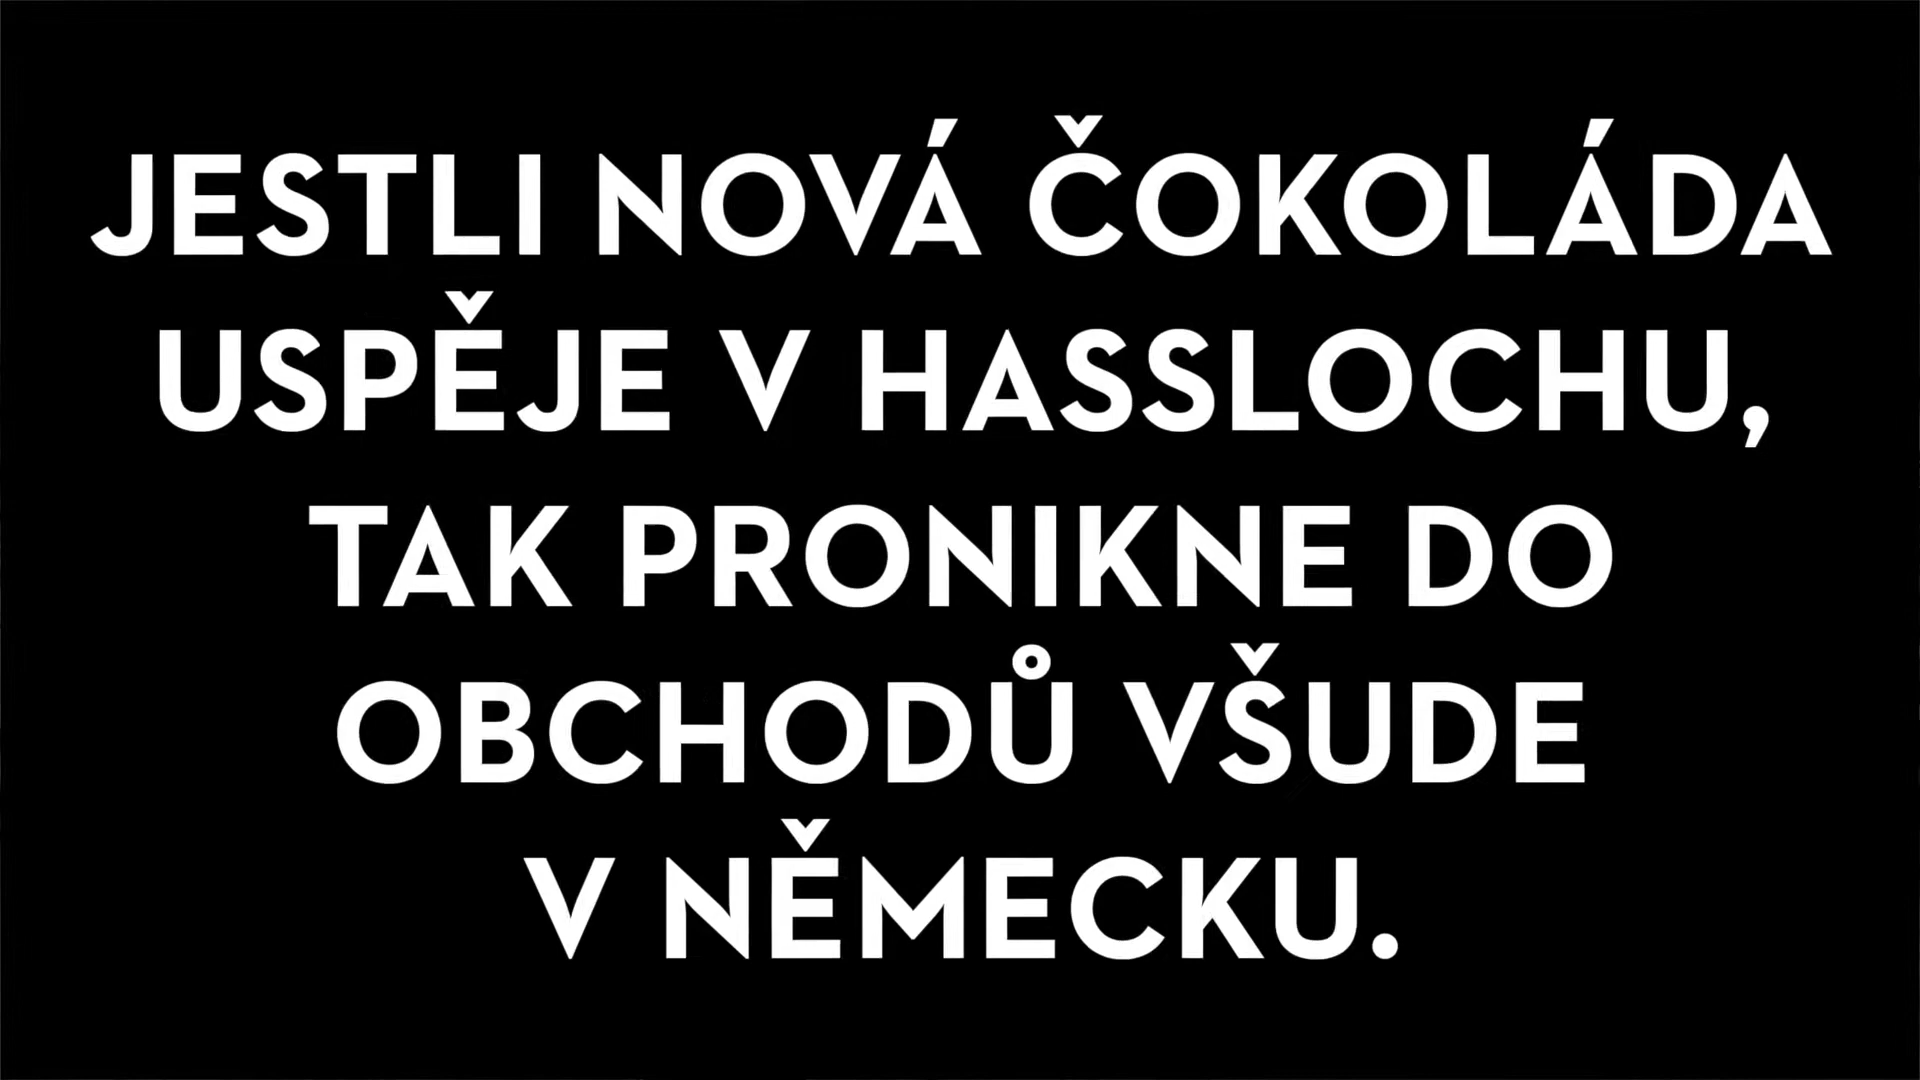 JESTLI NOVÁ ČOKOLÁDA
USPĚJE V HASSLOCHU,
TAK PRONIKNE DO
OBCHODŮ VŠUDE
V NĚMECKU.